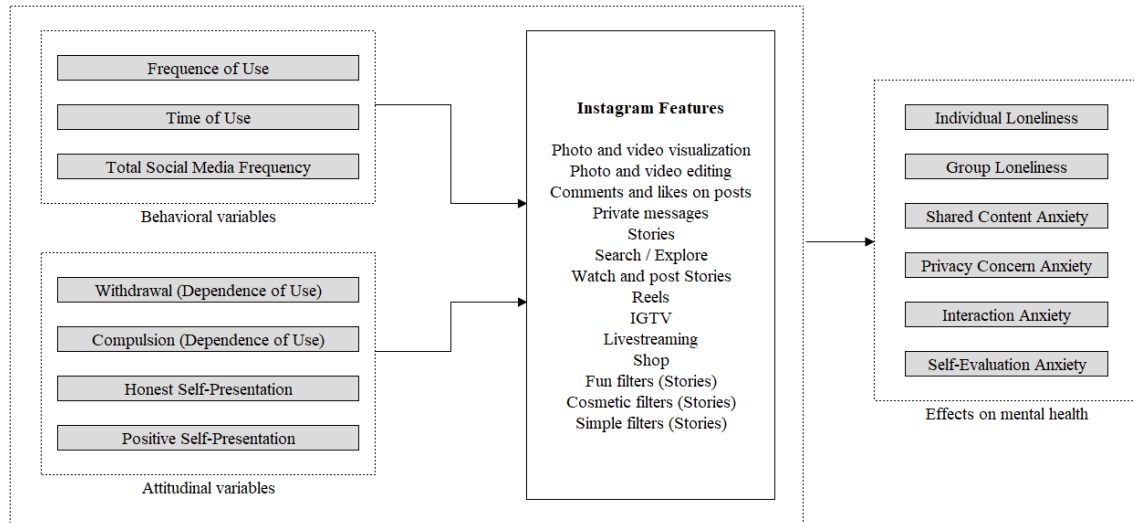 Frequence of Use
Time of Use
Total Social Media Frequency
Behavioral variables
Withdrawal (Dependence of Use)
Compulsion (Dependence of Use)
Honest Self-Presentation
Positive Self-Presentation
Attitudinal variables
Instagram Features
Photo and video visualization
Photo and video editing
Comments and likes on posts
Private messages
Stories
Search / Explore
Watch and post Stories
Reels
IGTV
Livestreaming
Shop
Fun filters (Stories)
Cosmetic filters (Stories)
Simple filters (Stories)
Individual Loneliness
Group Loneliness
Shared Content Anxiety
Privacy Concern Anxiety
Interaction Anxiety
Self-Evaluation Anxiety
Effects on mental health